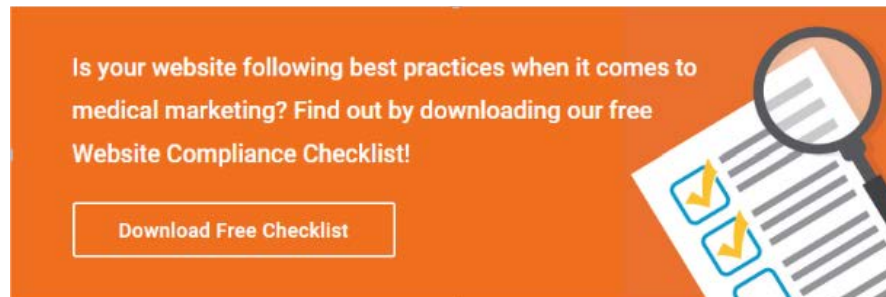 Is your website following best practices when it comes to
medical marketing? Find out by downloading our free
Website Compliance Checklist!
Download Free Checklist